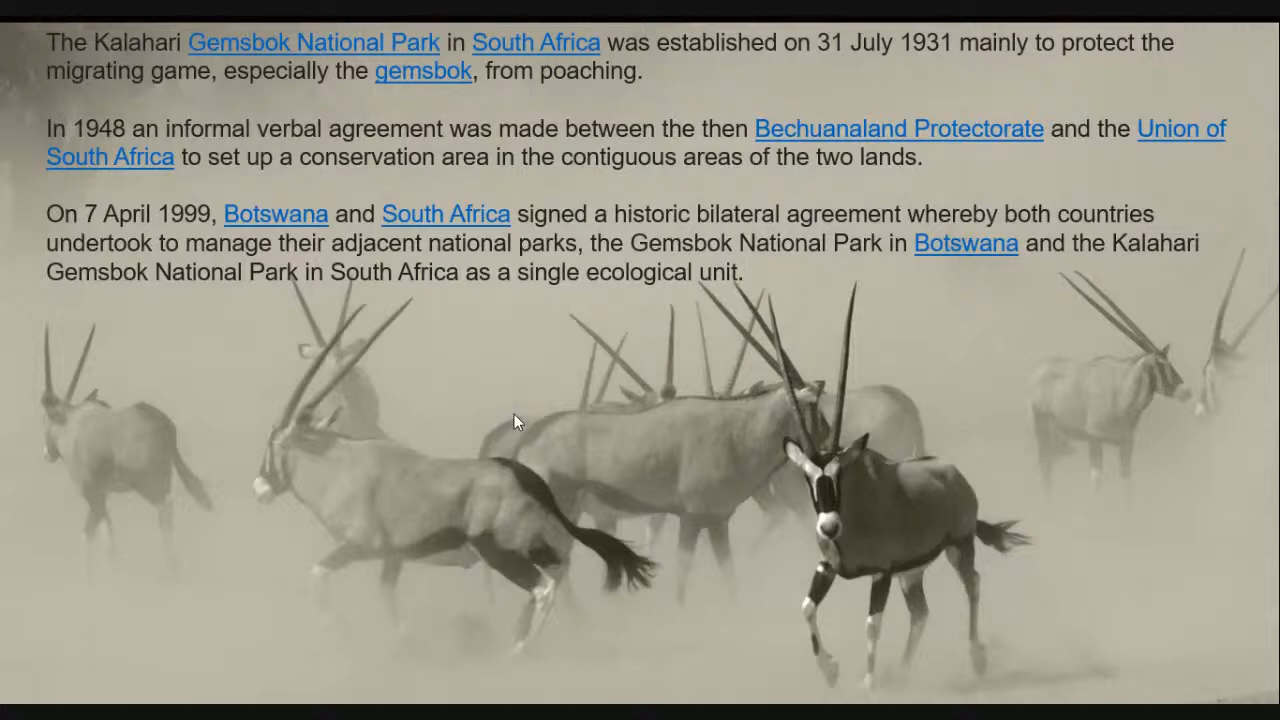 The Kalahari Gemsbok National Park in South Africa was established on 31 July 1931 mainly to protect the
migrating game, especially the gemsbok, from poaching.
In 1948 an informal verbal agreement was made between the then Bechuanaland Protectorate and the Union of
South Africa to set up a conservation area in the contiguous areas of the two lands.
On 7 April 1999, Botswana and South Africa signed a historic bilateral agreement whereby both countries
undertook to manage their adjacent national parks, the Gemsbok National Park in Botswana and the Kalahari
Gemsbok National Park in South Africa as a single ecological unit.